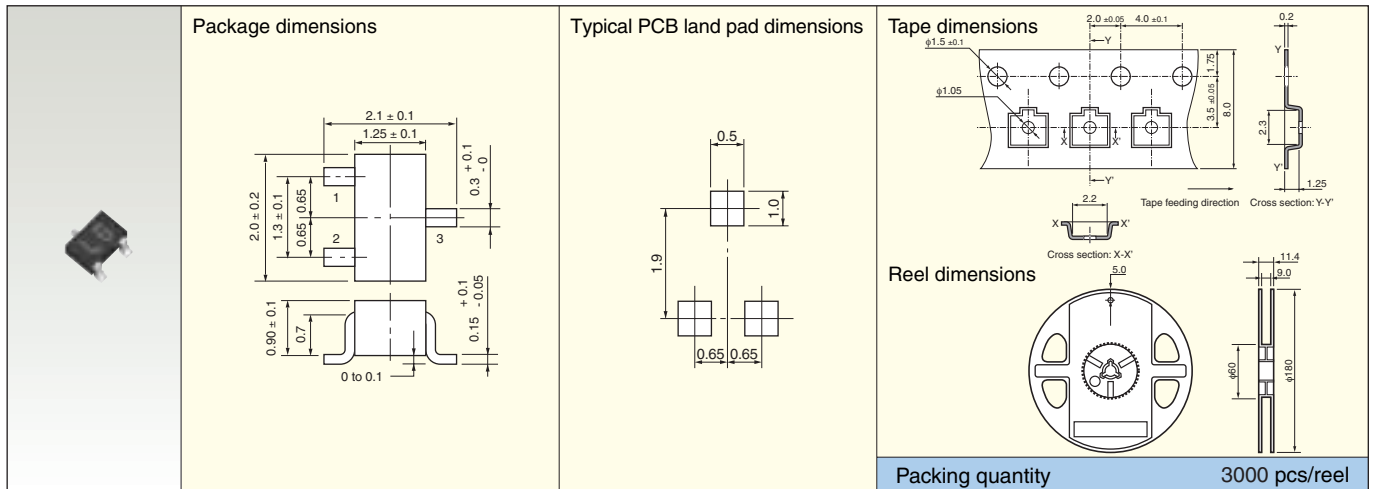 Package dimensions
2.1 ± 0.1
1.25 ± 0.1
2.0 ± 0.2
1.3 ± 0.1
0.65
0.65
1
2
3
0.3 + 0.1 - 0
0.90 ± 0.1
0.7
0 to 0.1
0.15 + 0.1 - 0.05
Typical PCB land pad dimensions
0.5
1.0
1.9
0.65 0.65
Tape dimensions
2.0 ±0.05
4.0 ±0.1
0.2
φ1.5 ±0.1
φ1.05
Y
Y'
X
X'
1.75
3.5 ±0.05
8.0
Y
2.3
Y'
1.25
Tape feeding direction
Cross section: Y-Y'
2.2
X
X'
Cross section: X-X'
Reel dimensions
5.0
11.4
9.0
φ60
φ180
Packing quantity 3000 pcs/reel